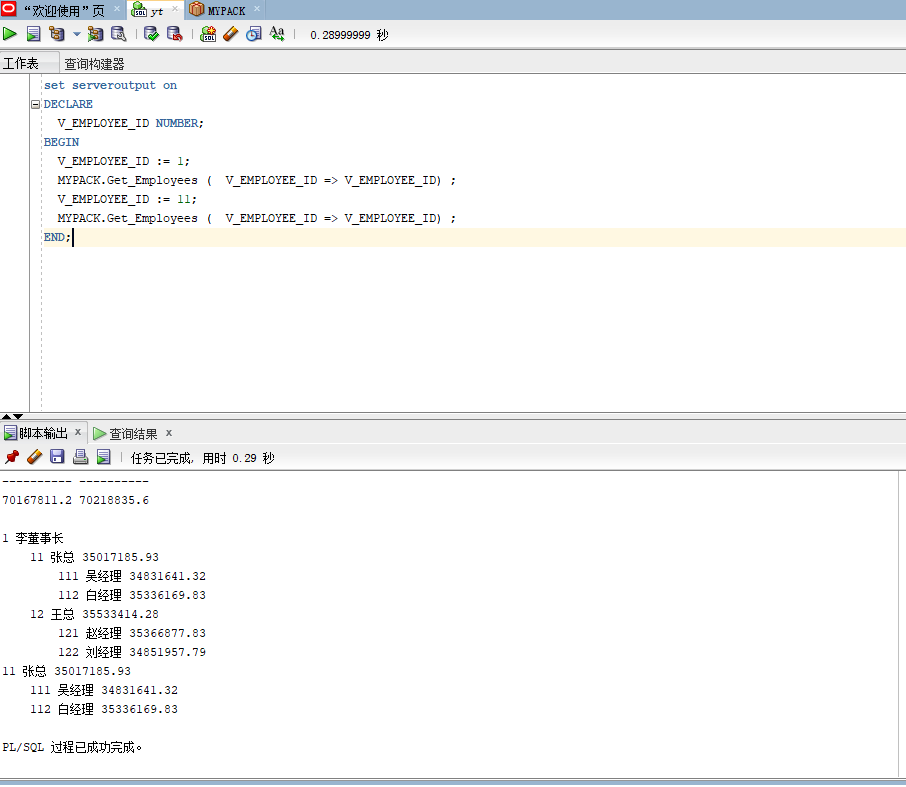 “欢迎使用”页 × yt × MYPACK ×
0.28999999 秒
工作表 查询构建器
set serveroutput on
DECLARE
V_EMPLOYEE_ID NUMBER;
BEGIN
V_EMPLOYEE_ID := 1;
MYPACK.Get_Employees (  V_EMPLOYEE_ID => V_EMPLOYEE_ID) ;
V_EMPLOYEE_ID := 11;
MYPACK.Get_Employees (  V_EMPLOYEE_ID => V_EMPLOYEE_ID) ;
END;
脚本输出 × 查询结果 ×
任务已完成, 用时 0.29 秒
---------- ----------
70167811.2 70218835.6
1 李董事长
11 张总 35017185.93
111 吴经理 34831641.32
112 白经理 35336169.83
12 王总 35533414.28
121 赵经理 35366877.83
122 刘经理 34851957.79
11 张总 35017185.93
111 吴经理 34831641.32
112 白经理 35336169.83
PL/SQL 过程已成功完成。